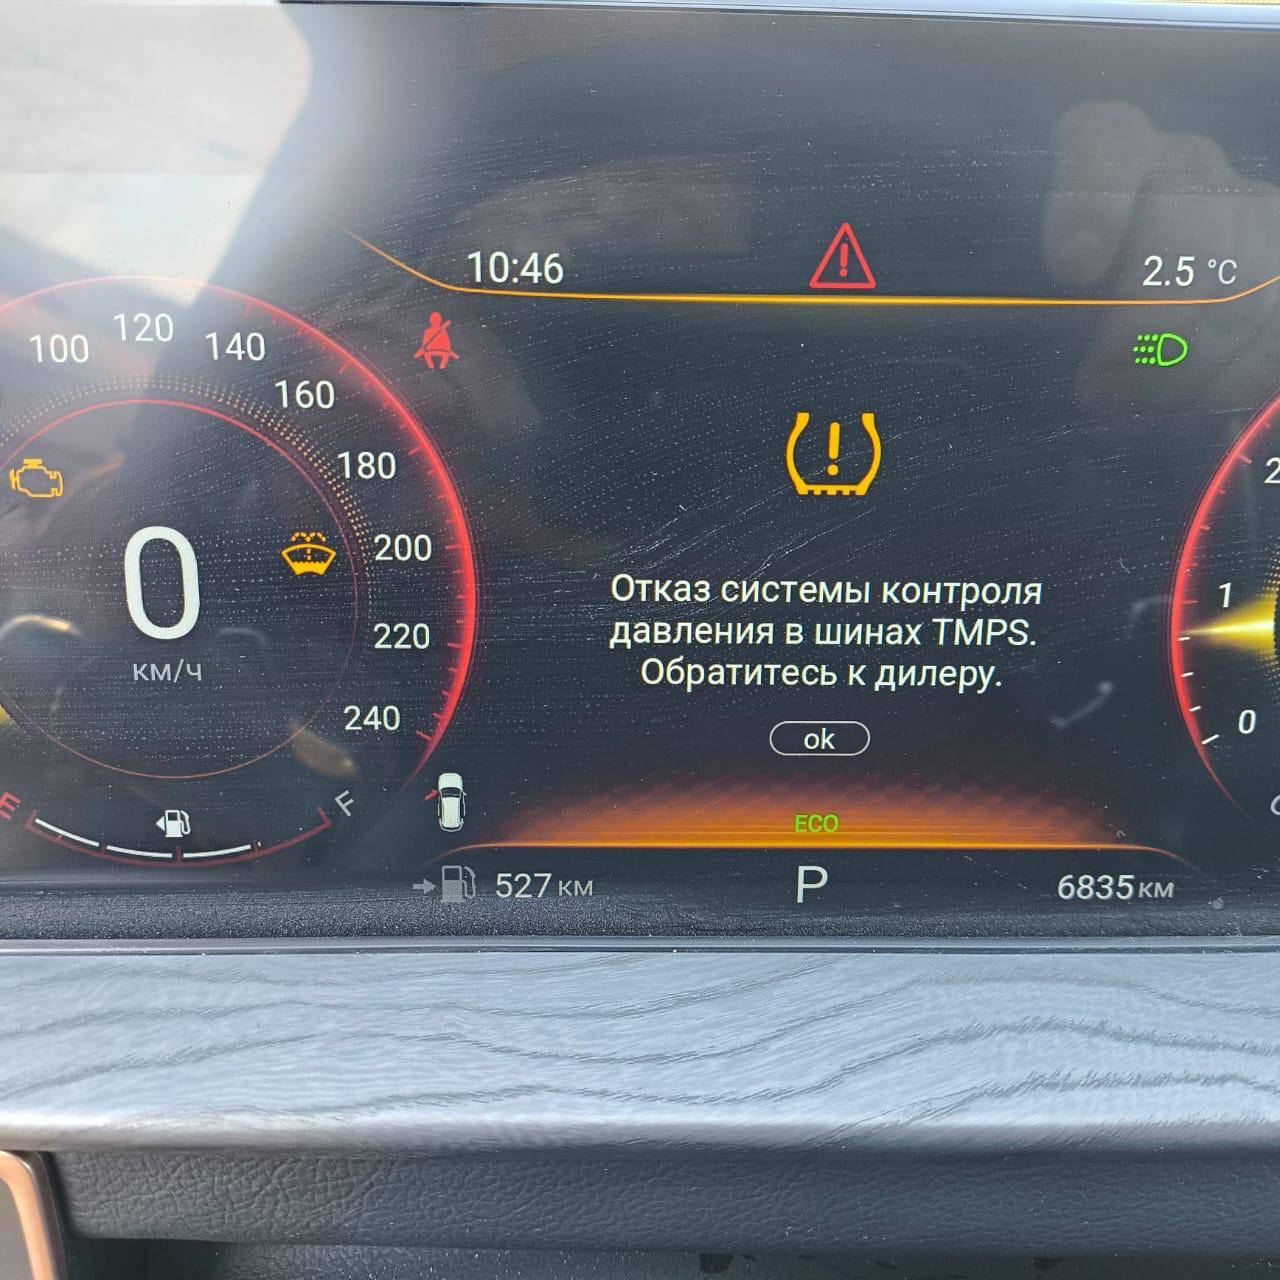 10:46
2.5 °C
100
120
140
160
180
200
220
240
0
км/ч
Отказ системы контроля
давления в шинах TMPS.
Обратитесь к дилеру.
ok
2
1
0
E
F
ECO
527 км
P
6835 км